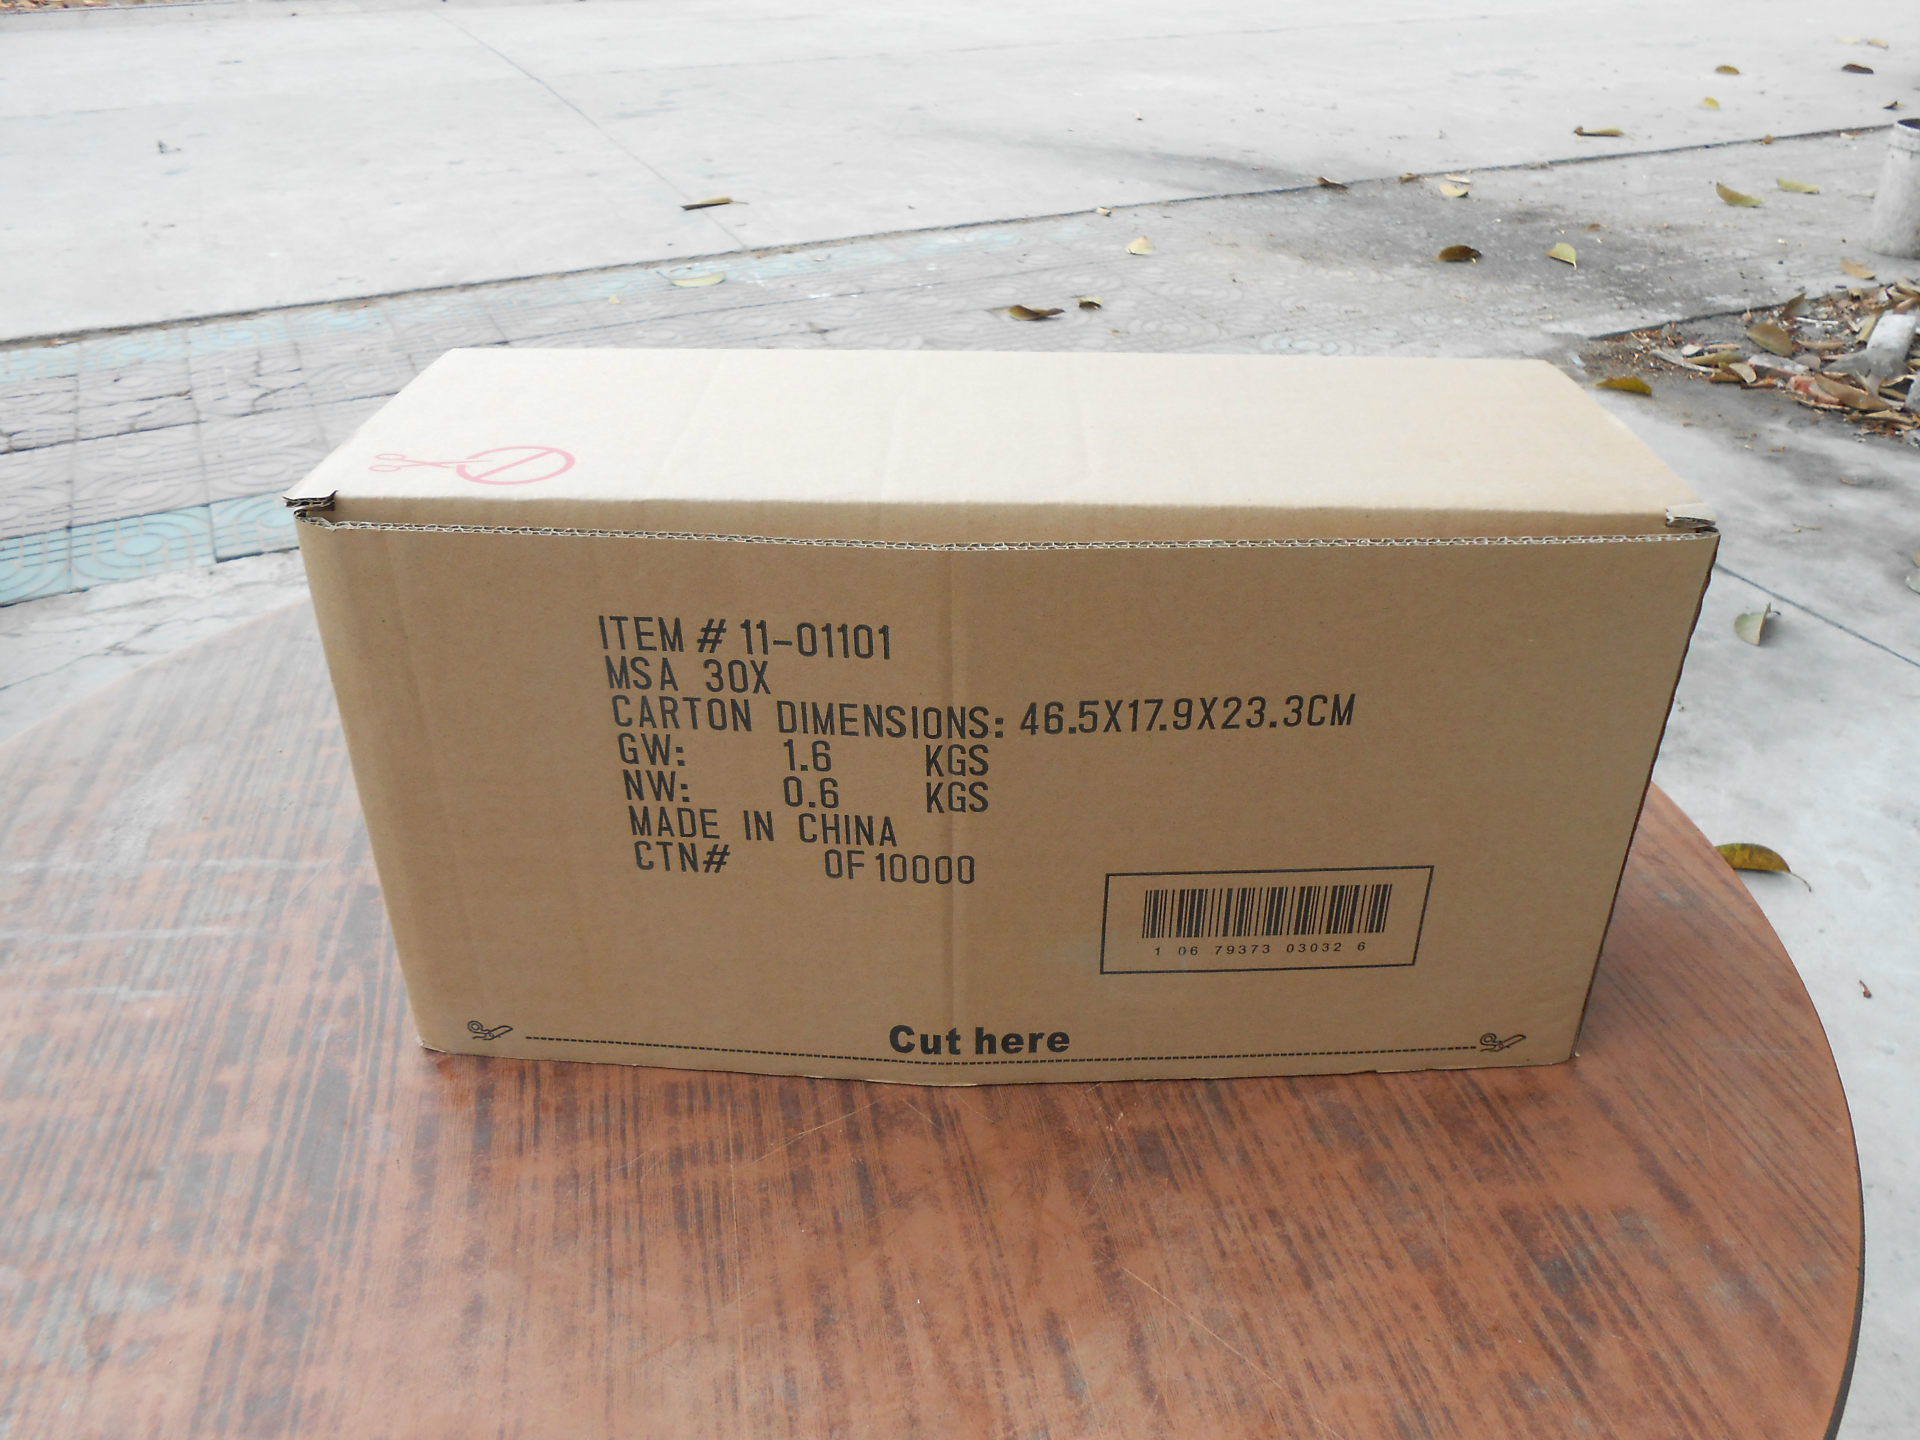 ITEM # 11-01101
MSA 30X
CARTON DIMENSIONS: 46.5X17.9X23.3CM
GW: 1.6 KGS
NW: 0.6 KGS
MADE IN CHINA
CTN# OF 10000
1 06 79373 03032 6
Cut here